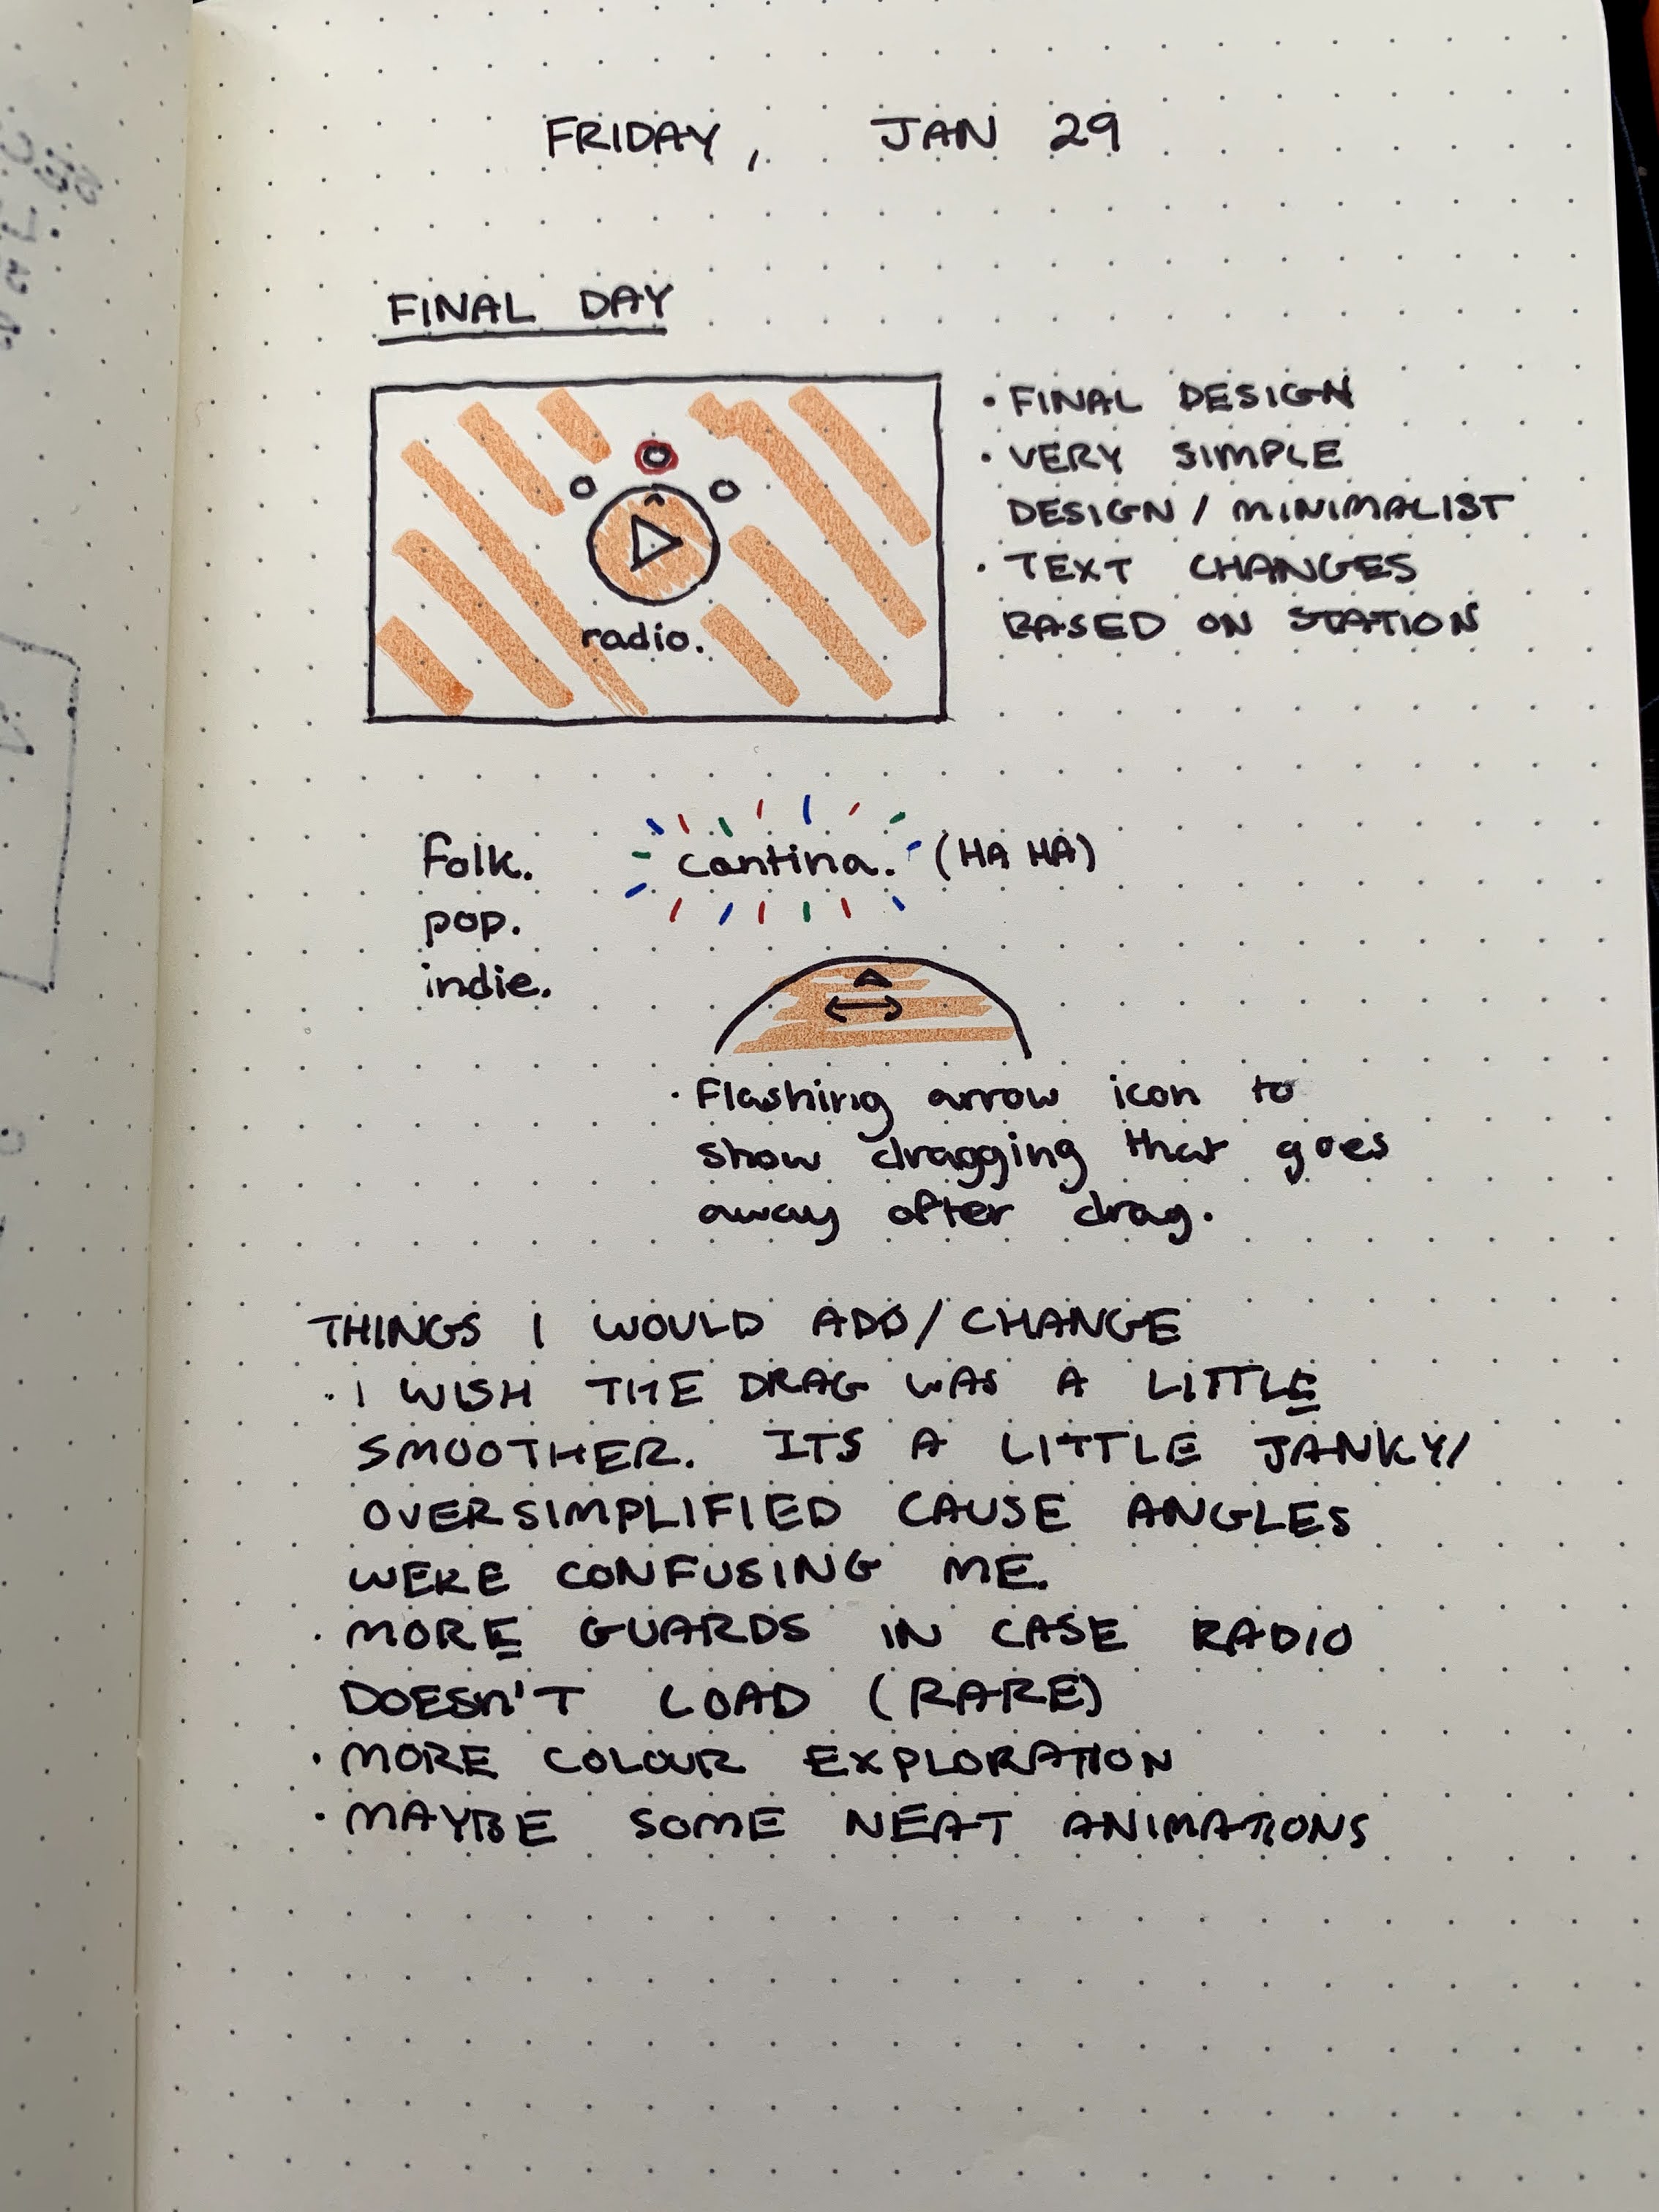 FRIDAY, JAN 29
FINAL DAY
radio.
• FINAL DESIGN
• VERY SIMPLE
DESIGN / MINIMALIST
• TEXT CHANGES
BASED ON STATION
folk.
pop.
indie.
cantina. (HA HA)
• Flashing arrow icon to
show dragging that goes
away after drag.
THINGS I WOULD ADD/CHANGE
• I WISH THE DRAG WAS A LITTLE
SMOOTHER. ITS A LITTLE JANKY/
OVERSIMPLIFIED CAUSE ANGLES
WERE CONFUSING ME.
• MORE GUARDS IN CASE RADIO
DOESN'T LOAD (RARE)
• MORE COLOUR EXPLORATION
• MAYBE SOME NEAT ANIMATIONS